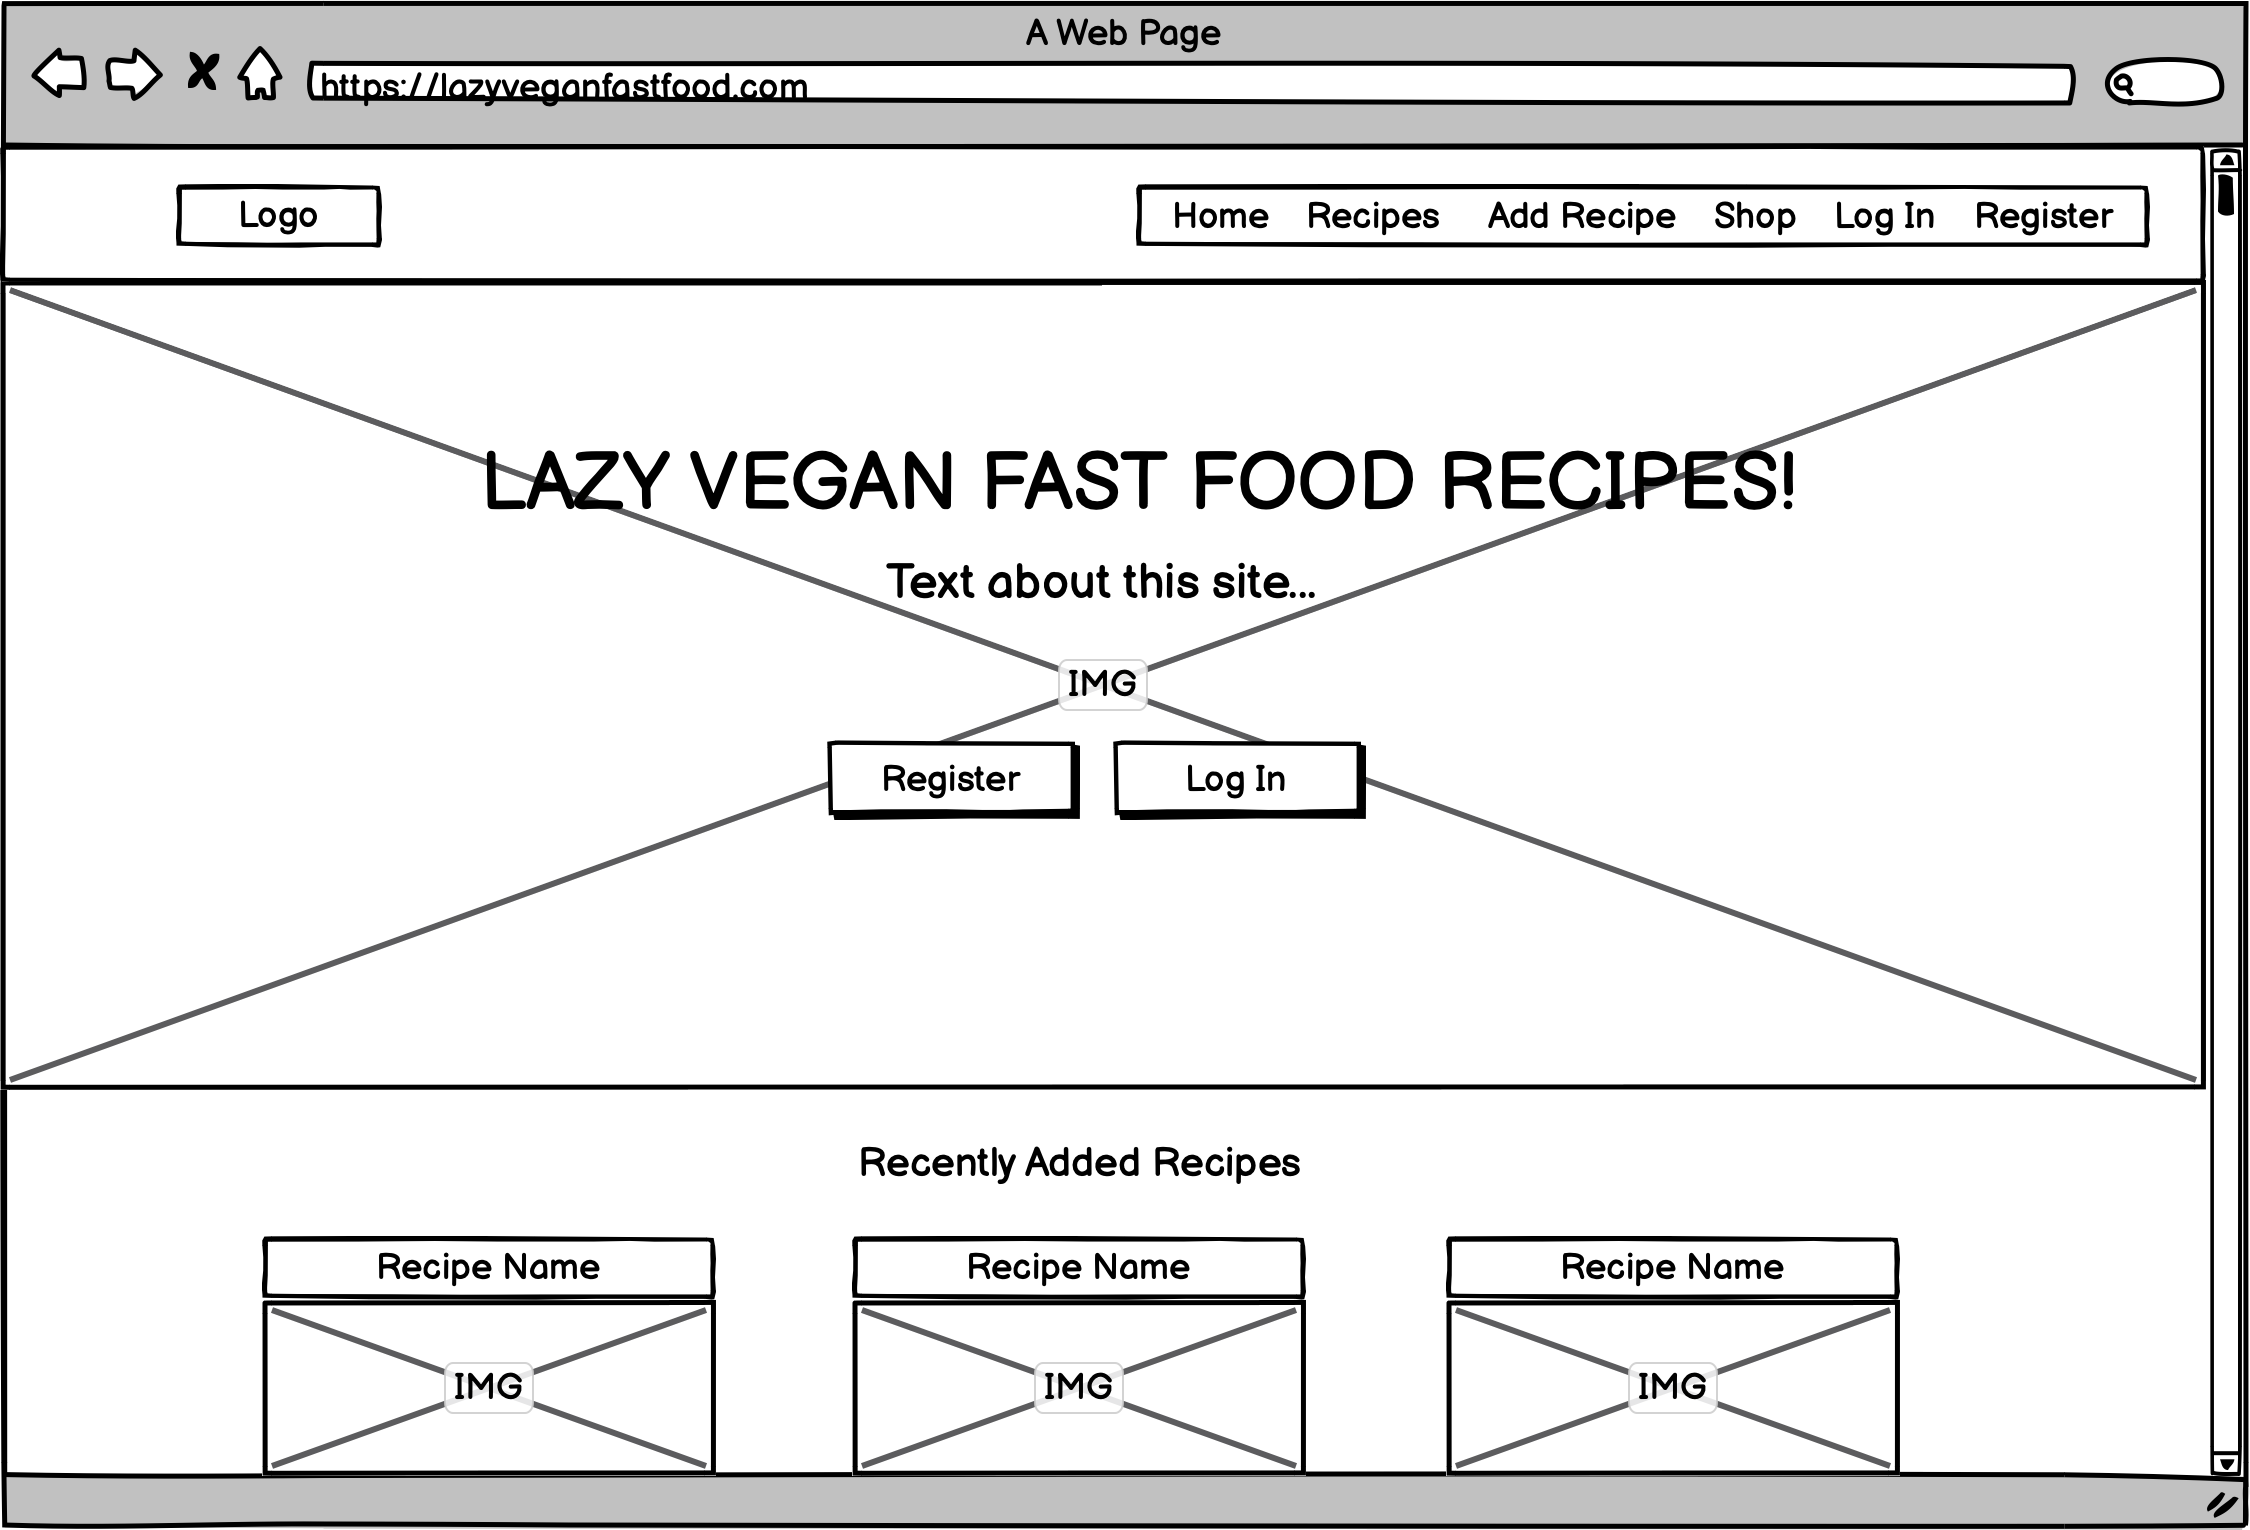 A Web Page
https://lazyveganfastfood.com
Logo
Home Recipes Add Recipe Shop Log In Register
LAZY VEGAN FAST FOOD RECIPES!
Text about this site...
IMG
Register Log In
Recently Added Recipes
Recipe Name Recipe Name Recipe Name
IMG IMG IMG